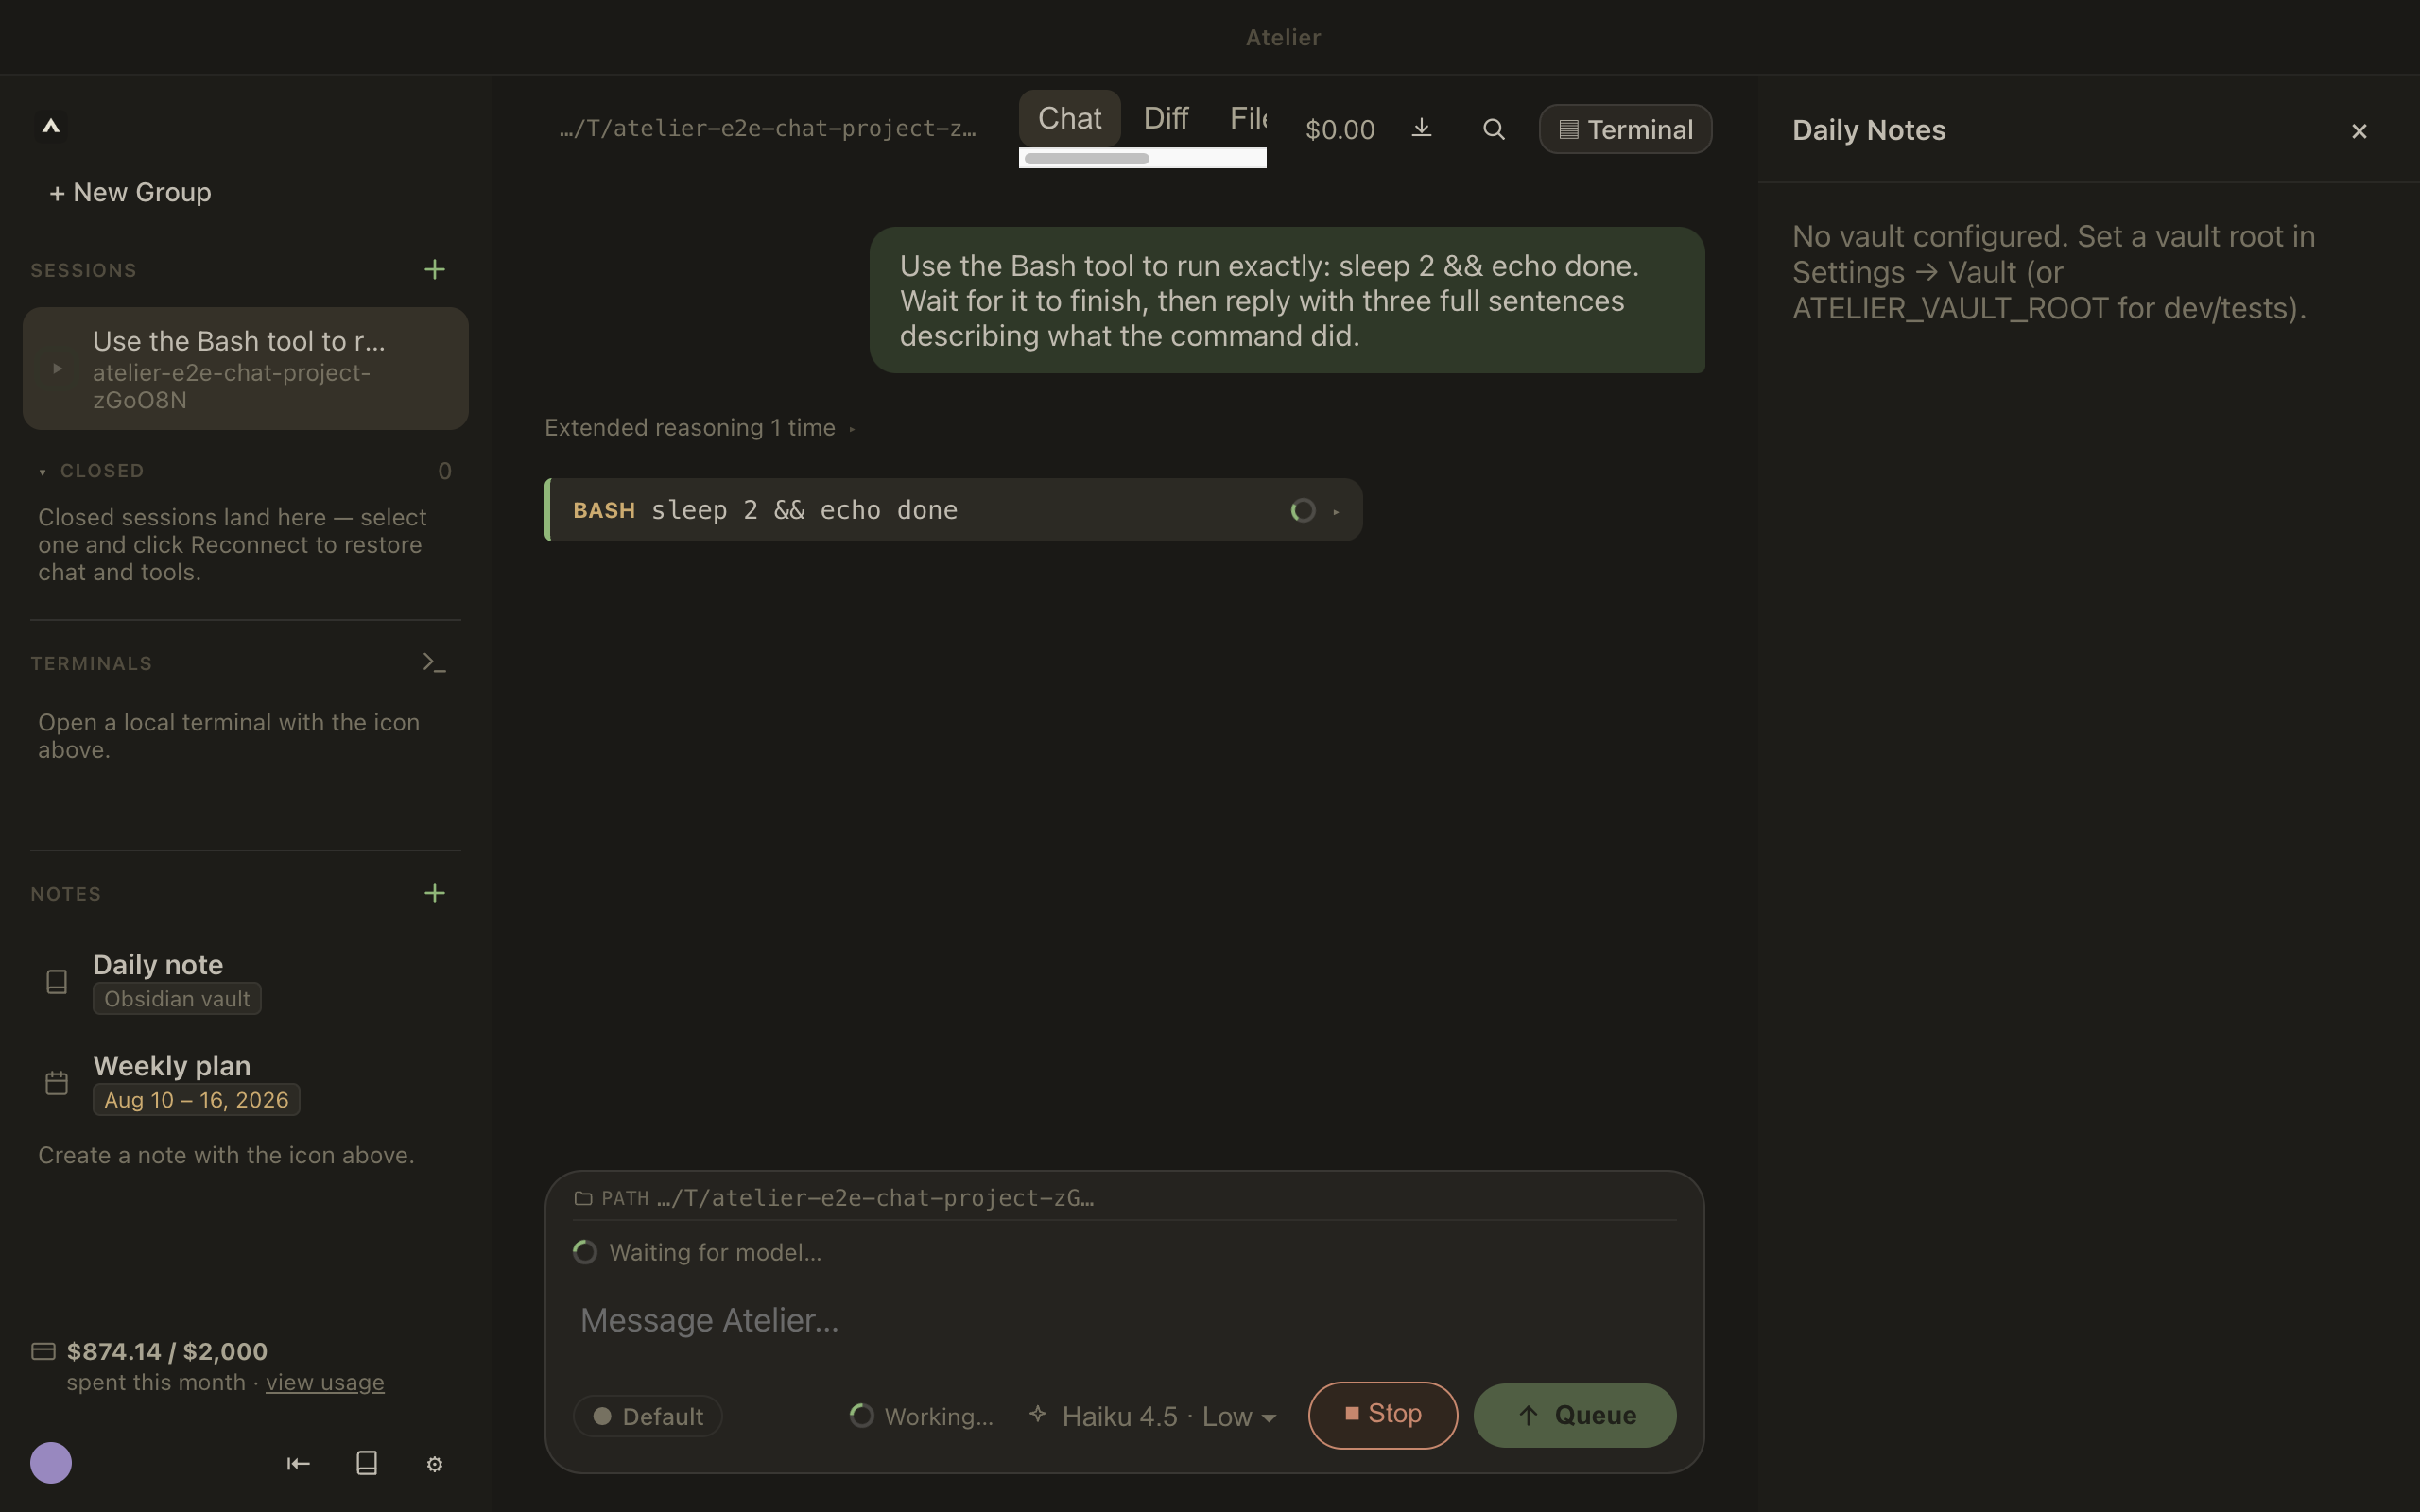 Atelier
+ New Group
SESSIONS
Use the Bash tool to r...
atelier-e2e-chat-project-
zGoO8N
CLOSED 0
Closed sessions land here — select
one and click Reconnect to restore
chat and tools.
TERMINALS
Open a local terminal with the icon
above.
NOTES
Daily note
Obsidian vault
Weekly plan
Aug 10 – 16, 2026
Create a note with the icon above.
$874.14 / $2,000
spent this month · view usage
…/T/atelier-e2e-chat-project-z…
Chat Diff File
$0.00
Terminal
Use the Bash tool to run exactly: sleep 2 && echo done.
Wait for it to finish, then reply with three full sentences
describing what the command did.
Extended reasoning 1 time
BASH sleep 2 && echo done
PATH …/T/atelier-e2e-chat-project-zG…
Waiting for model...
Message Atelier...
Default
Working...
Haiku 4.5 · Low
Stop
Queue
Daily Notes
No vault configured. Set a vault root in
Settings → Vault (or
ATELIER_VAULT_ROOT for dev/tests).